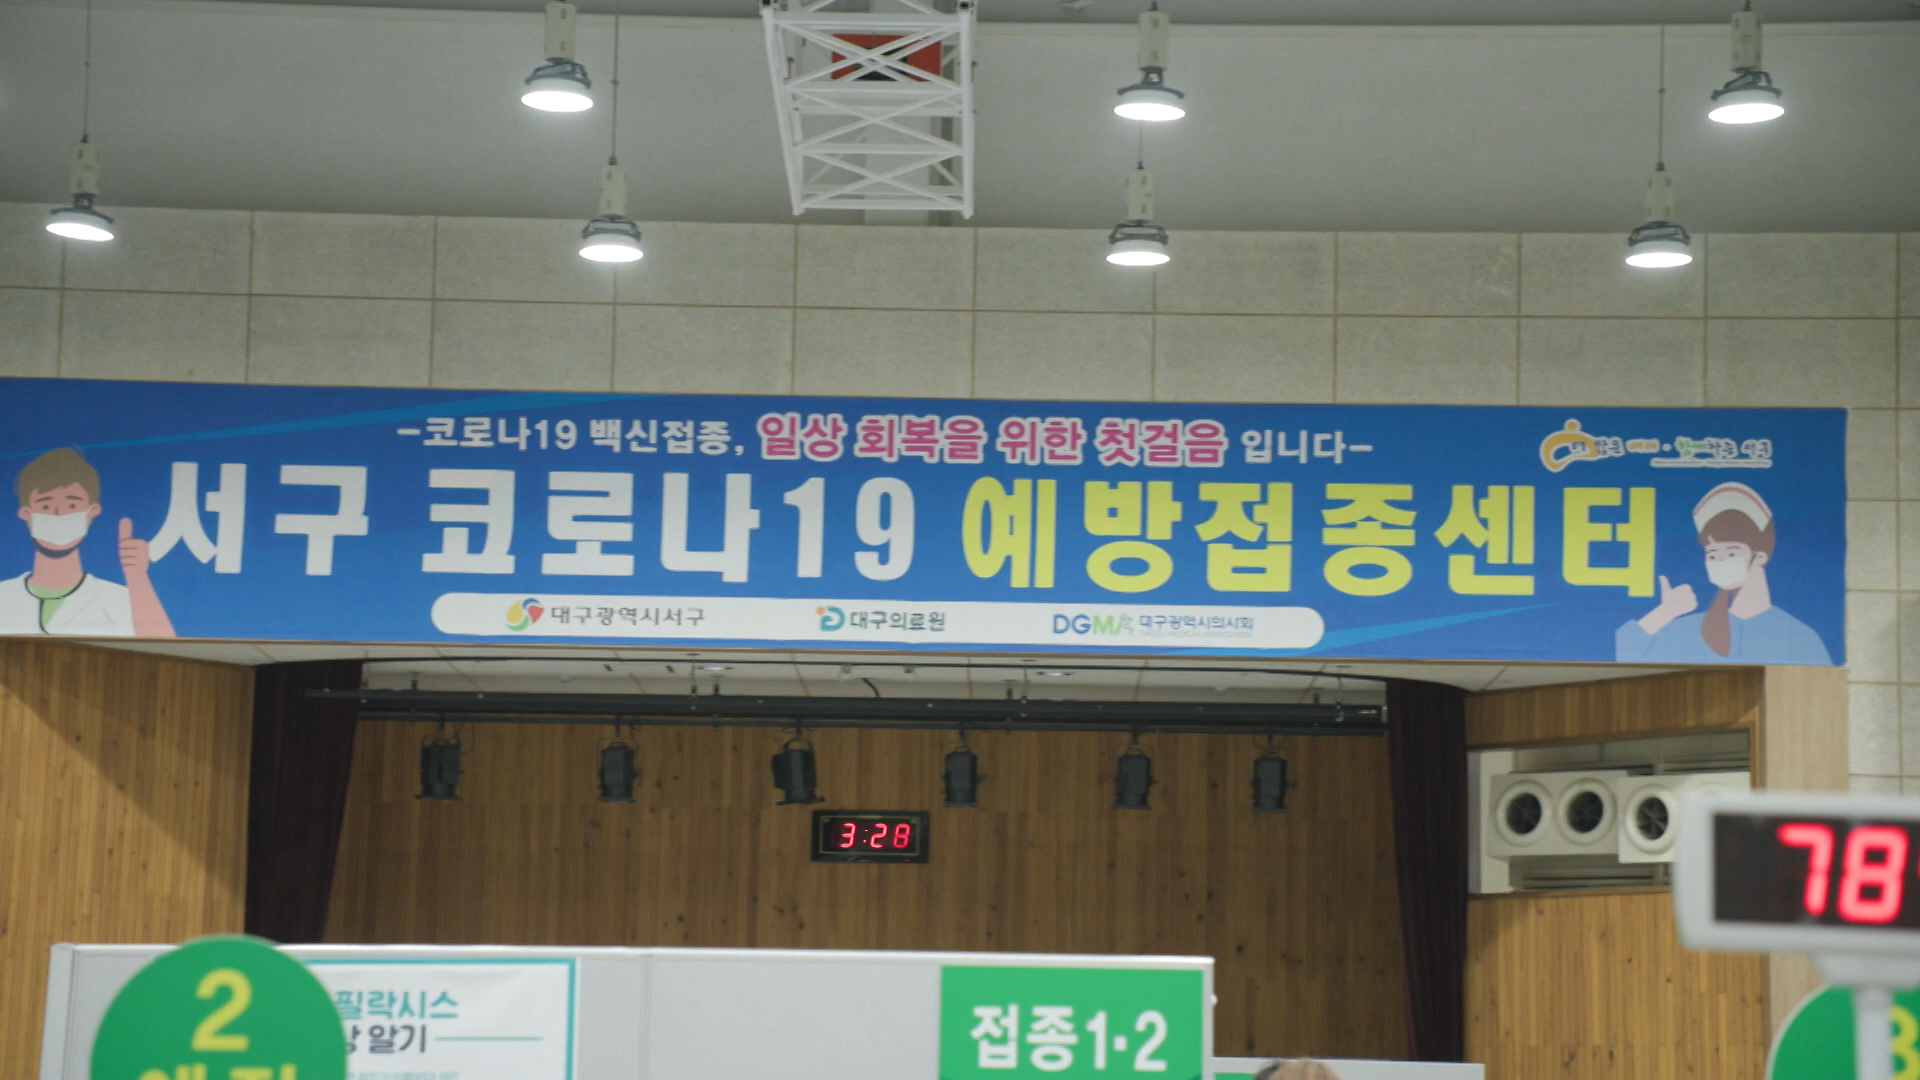 -코로나19 백신접종, 일상 회복을 위한 첫걸음 입니다-
서구 코로나19 예방접종센터
대구광역시서구
대구의료원
DGMA 대구광역시의사회
3:28
78
2
필락시스
알기
접종1·2